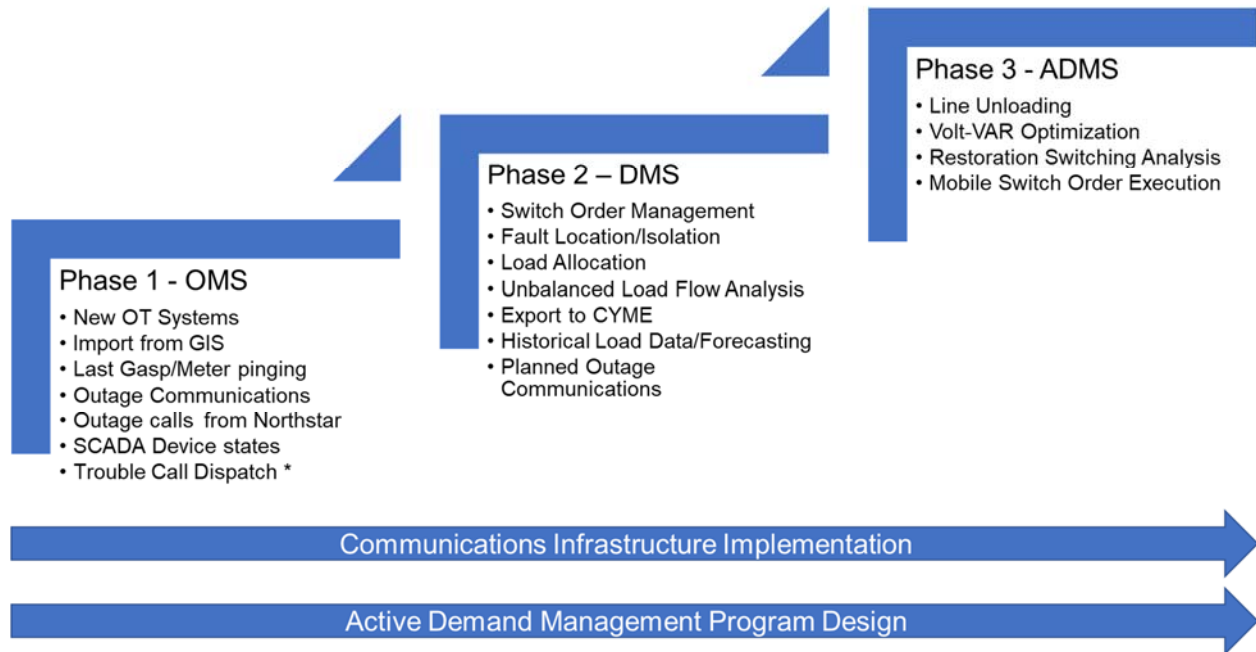 Phase 1 - OMS
• New OT Systems
• Import from GIS
• Last Gasp/Meter pinging
• Outage Communications
• Outage calls from Northstar
• SCADA Device states
• Trouble Call Dispatch *
Phase 2 – DMS
• Switch Order Management
• Fault Location/Isolation
• Load Allocation
• Unbalanced Load Flow Analysis
• Export to CYME
• Historical Load Data/Forecasting
• Planned Outage
Communications
Phase 3 - ADMS
• Line Unloading
• Volt-VAR Optimization
• Restoration Switching Analysis
• Mobile Switch Order Execution
Communications Infrastructure Implementation
Active Demand Management Program Design